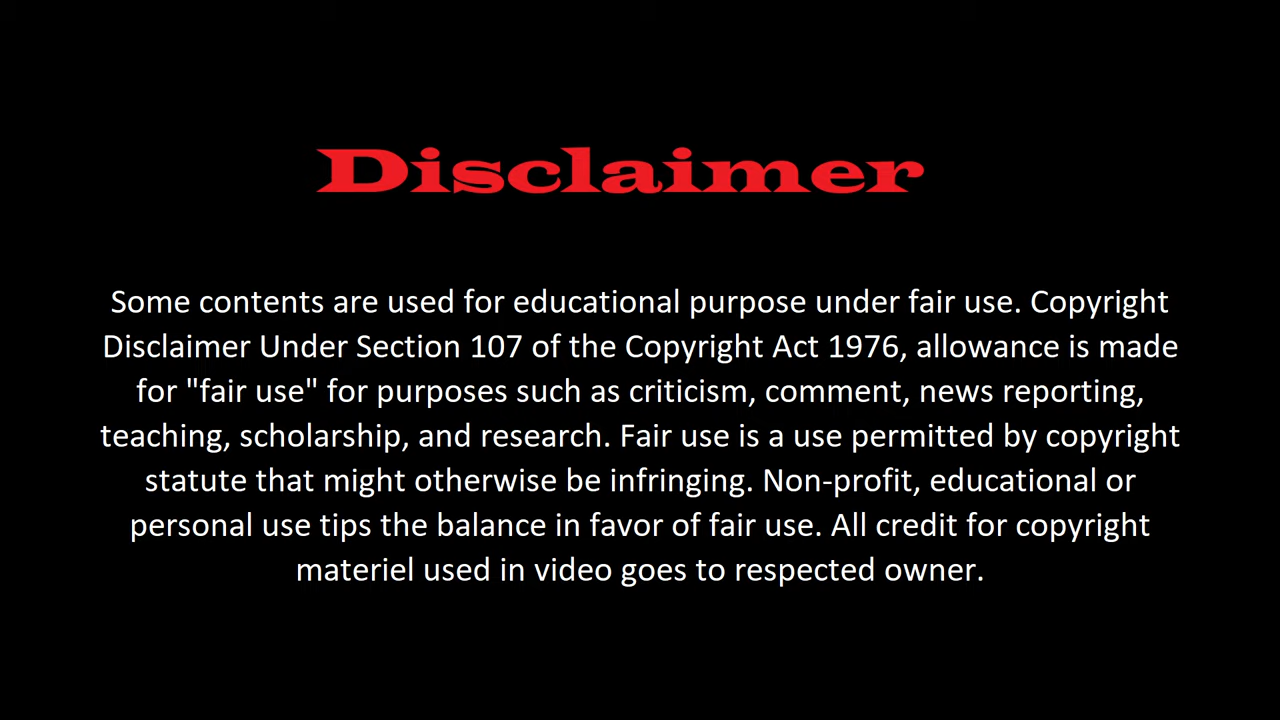 Disclaimer
Some contents are used for educational purpose under fair use. Copyright
Disclaimer Under Section 107 of the Copyright Act 1976, allowance is made
for "fair use" for purposes such as criticism, comment, news reporting,
teaching, scholarship, and research. Fair use is a use permitted by copyright
statute that might otherwise be infringing. Non-profit, educational or
personal use tips the balance in favor of fair use. All credit for copyright
materiel used in video goes to respected owner.